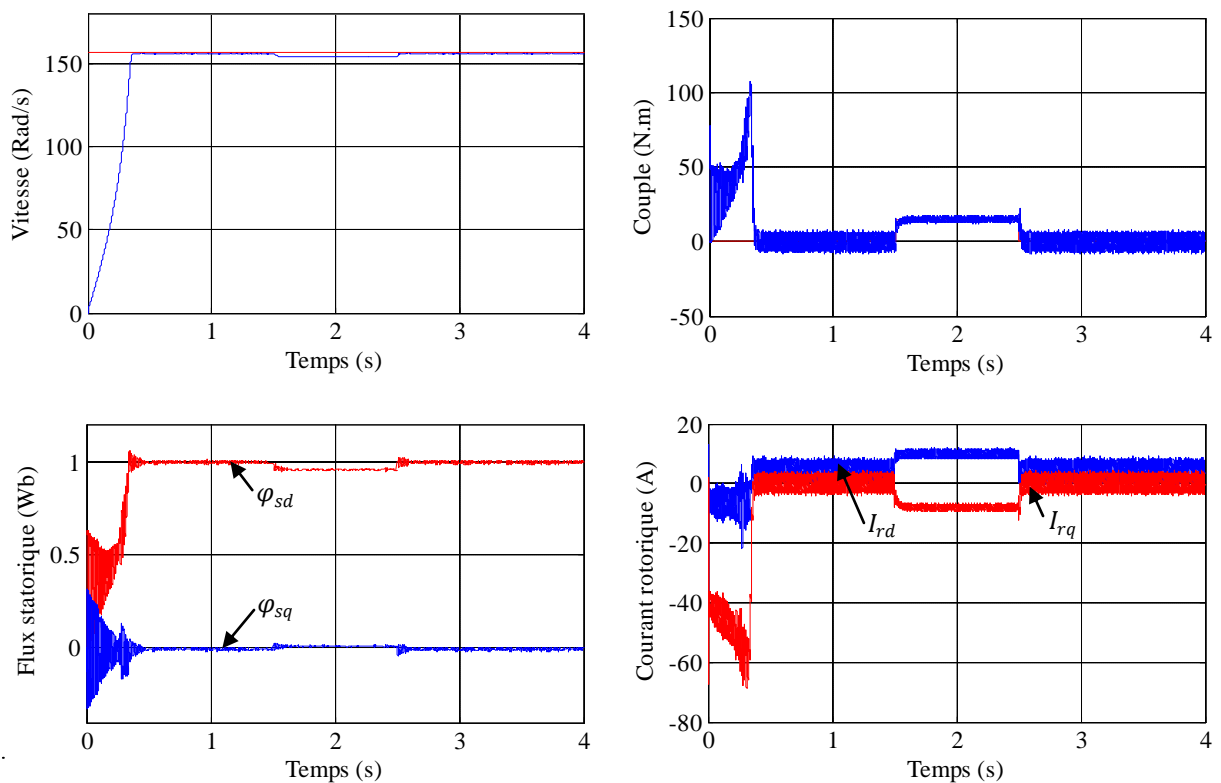 150
100
50
0
Vitesse (Rad/s)
0 1 2 3 4
Temps (s)
150
100
50
0
-50
Couple (N.m)
0 1 2 3 4
Temps (s)
1
0.5
0
Flux statorique (Wb)
φsd
φsq
0 1 2 3 4
Temps (s)
.
20
0
-20
-40
-60
-80
Courant rotorique (A)
Ird
Irq
0 1 2 3 4
Temps (s)